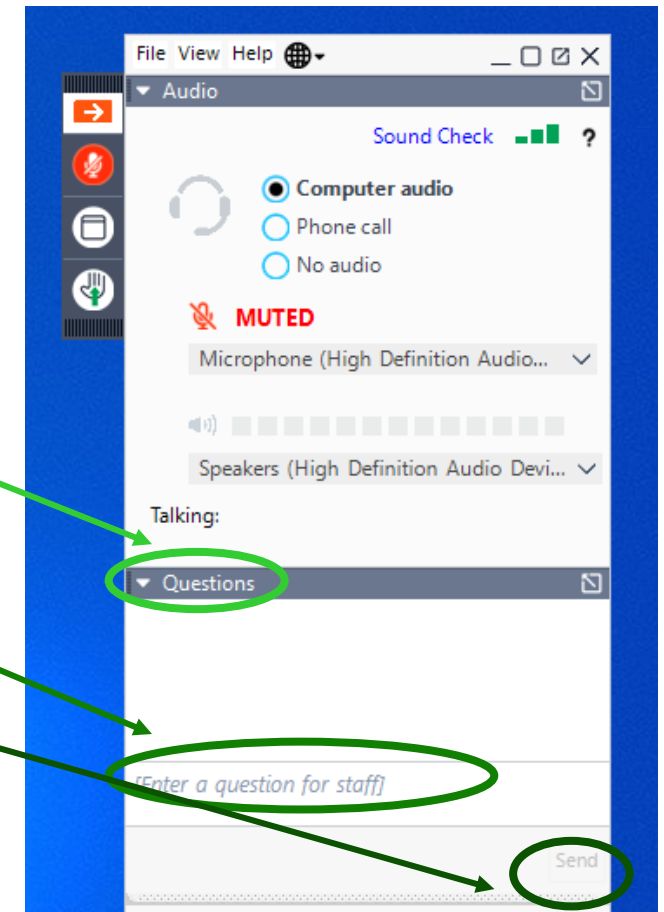 File View Help
Audio
Sound Check ?
Computer audio
Phone call
No audio
MUTED
Microphone (High Definition Audio...
Speakers (High Definition Audio Devi...
Talking:
Questions
[Enter a question for staff]
Send